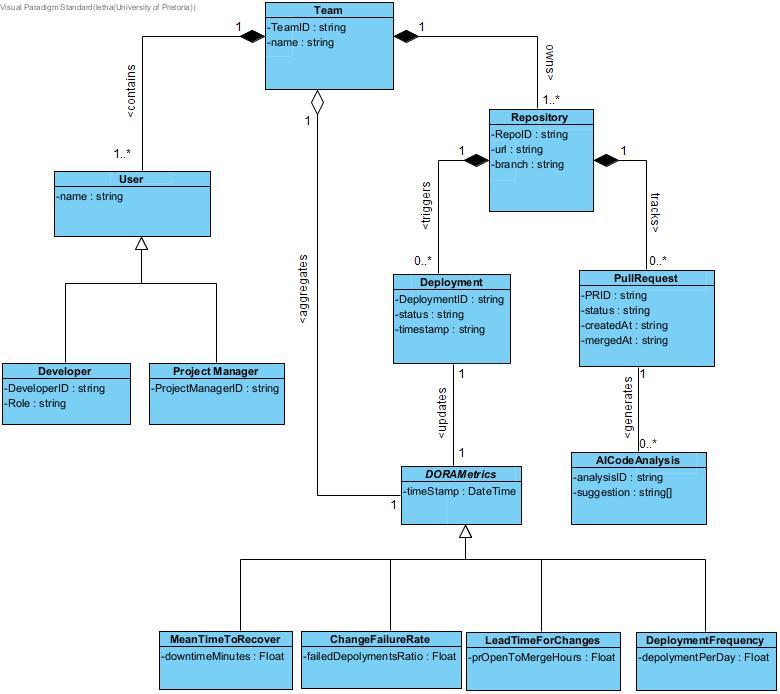 Visual Paradigm Standard(letha(University of Pretoria))
Team
-TeamID : string
-name : string
1
1
<contains
owns>
1
1..*
1..*
Repository
-RepoID : string
-url : string
-branch : string
User
-name : string
1
1
<triggers
tracks>
<aggregates
0..*
0..*
Deployment
-DeploymentID : string
-status : string
-timestamp : string
PullRequest
-PRID : string
-status : string
-createdAt : string
-mergedAt : string
Developer
-DeveloperID : string
-Role : string
Project Manager
-ProjectManagerID : string
1
1
<updates
<generates
1
0..*
DORAMetrics
-timeStamp : DateTime
1
AICodeAnalysis
-analysisID : string
-suggestion : string[]
MeanTimeToRecover
-downtimeMinutes : Float
ChangeFailureRate
-failedDepolymentsRatio : Float
LeadTimeForChanges
-prOpenToMergeHours : Float
DeploymentFrequency
-depolymentPerDay : Float